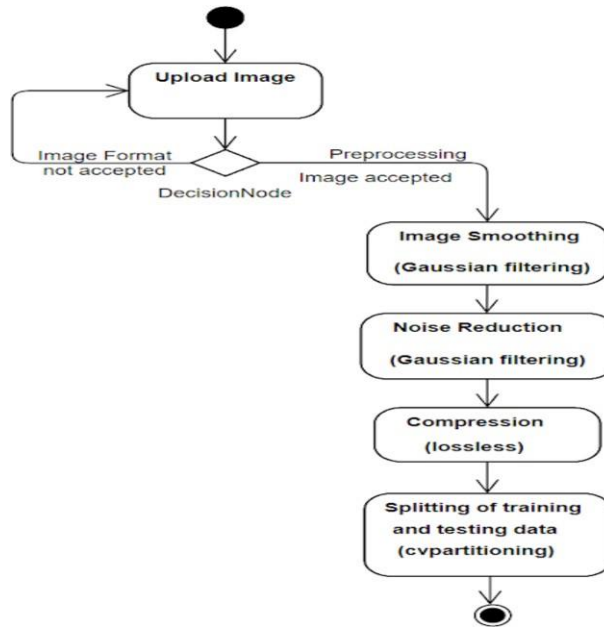 Upload Image
Image Format
not accepted
DecisionNode
Preprocessing
Image accepted
Image Smoothing
(Gaussian filtering)
Noise Reduction
(Gaussian filtering)
Compression
(lossless)
Splitting of training
and testing data
(cvpartitioning)